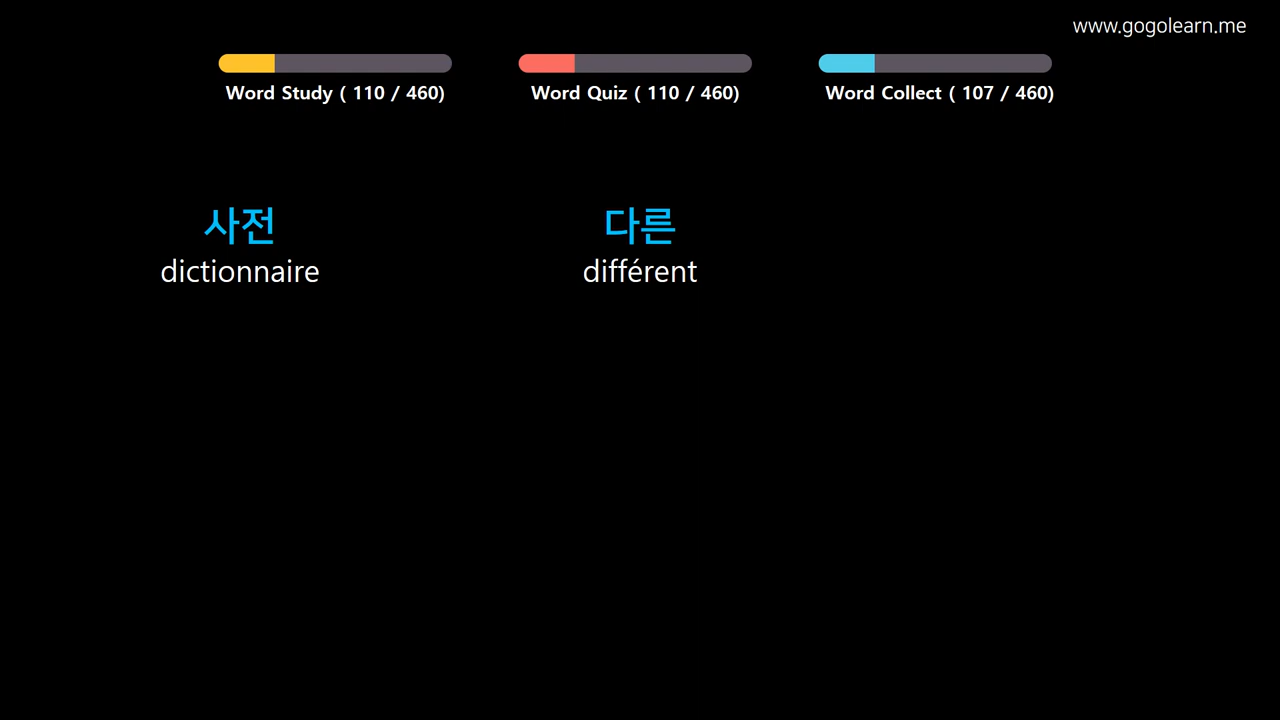 www.gogolearn.me
Word Study ( 110 / 460)
Word Quiz ( 110 / 460)
Word Collect ( 107 / 460)
사전
dictionnaire
다른
différent